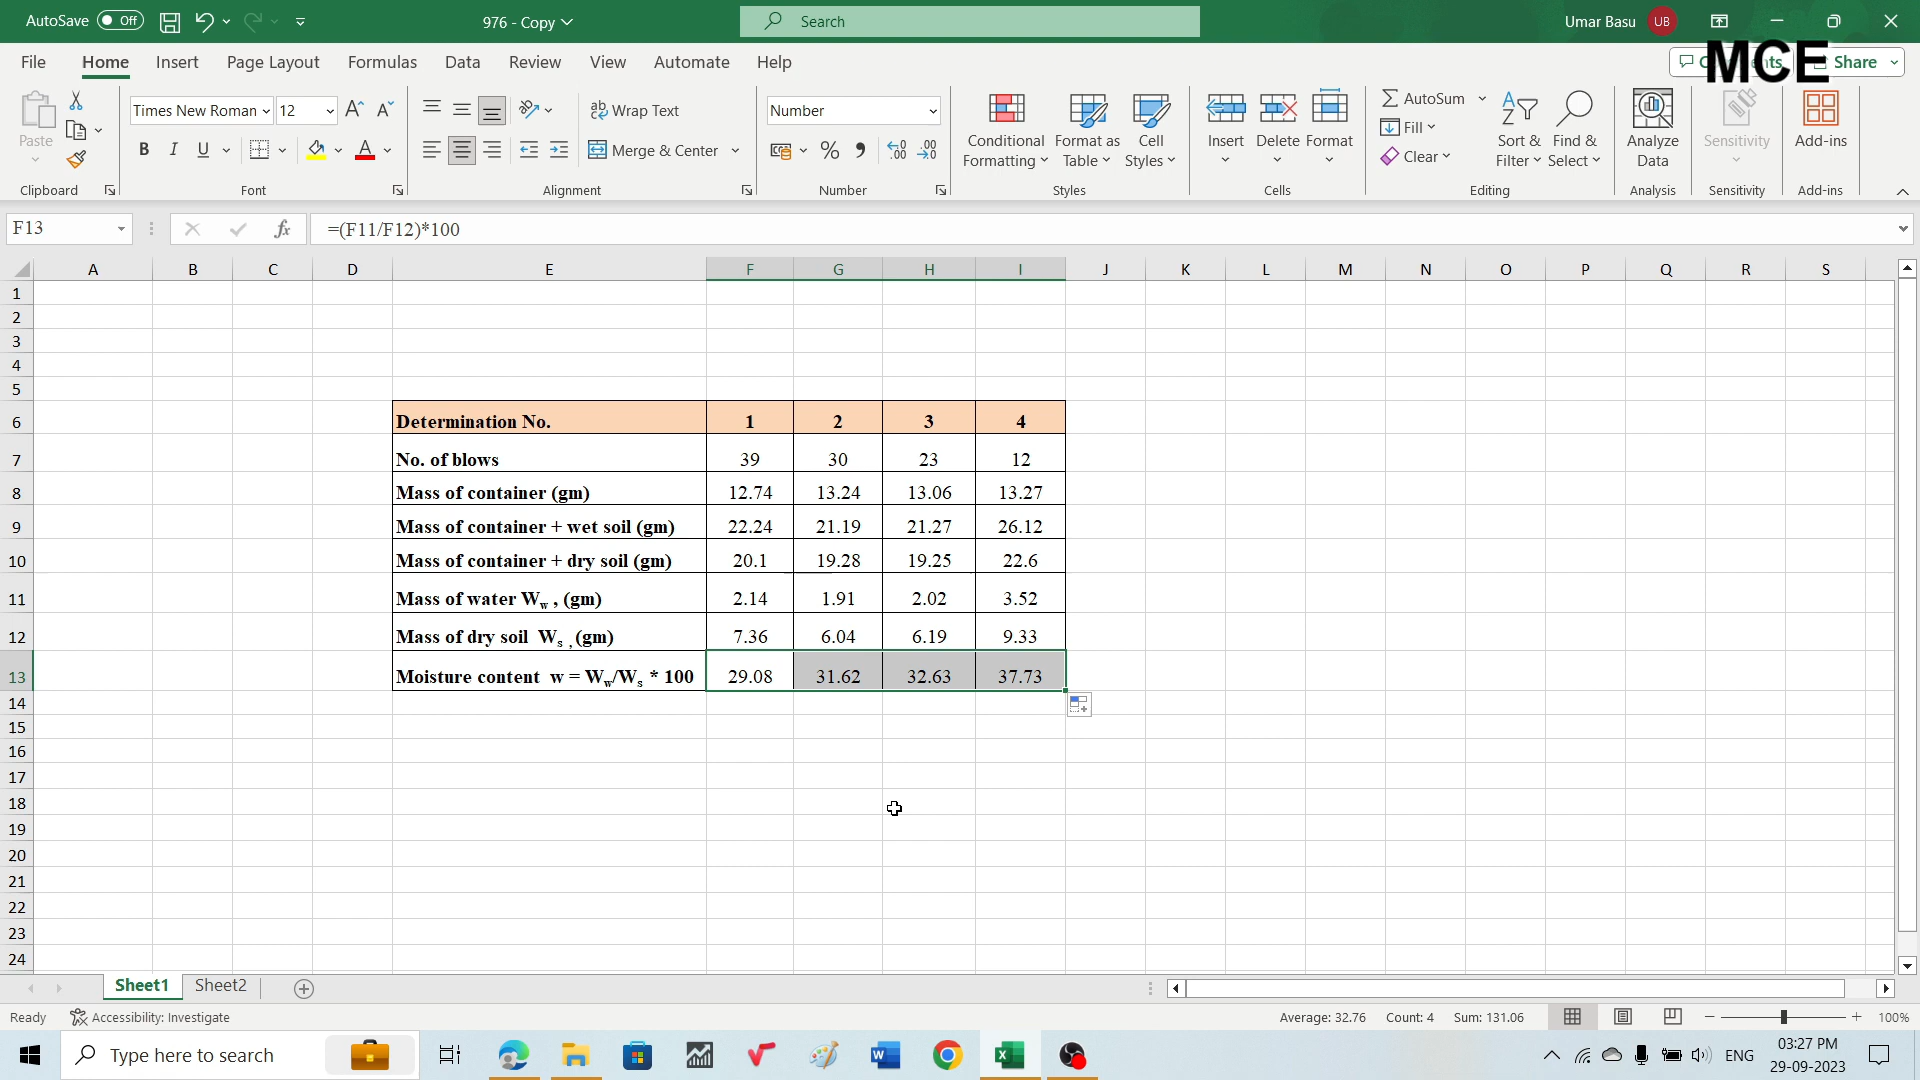 AutoSave Off 976 - Copy Search Umar Basu UB
MCE
File Home Insert Page Layout Formulas Data Review View Automate Help Share
Paste Times New Roman 12 Wrap Text Number Conditional Formatting Format as Table Cell Styles Insert Delete Format AutoSum Fill Clear Sort & Filter Find & Select Analyze Data Sensitivity Add-ins
B I U Merge & Center % 9 .00
Clipboard Font Alignment Number Styles Cells Editing Analysis Sensitivity Add-ins
F13 fx =(F11/F12)*100
A B C D E F G H I J K L M N O P Q R S
1
2
3
4
5
6 Determination No. 1 2 3 4
7 No. of blows 39 30 23 12
8 Mass of container (gm) 12.74 13.24 13.06 13.27
9 Mass of container + wet soil (gm) 22.24 21.19 21.27 26.12
10 Mass of container + dry soil (gm) 20.1 19.28 19.25 22.6
11 Mass of water Ww , (gm) 2.14 1.91 2.02 3.52
12 Mass of dry soil Ws , (gm) 7.36 6.04 6.19 9.33
13 Moisture content w = Ww/Ws * 100 29.08 31.62 32.63 37.73
14
15
16
17
18
19
20
21
22
23
24
Sheet1 Sheet2
Ready Accessibility: Investigate Average: 32.76 Count: 4 Sum: 131.06 100%
Type here to search ENG 03:27 PM
29-09-2023